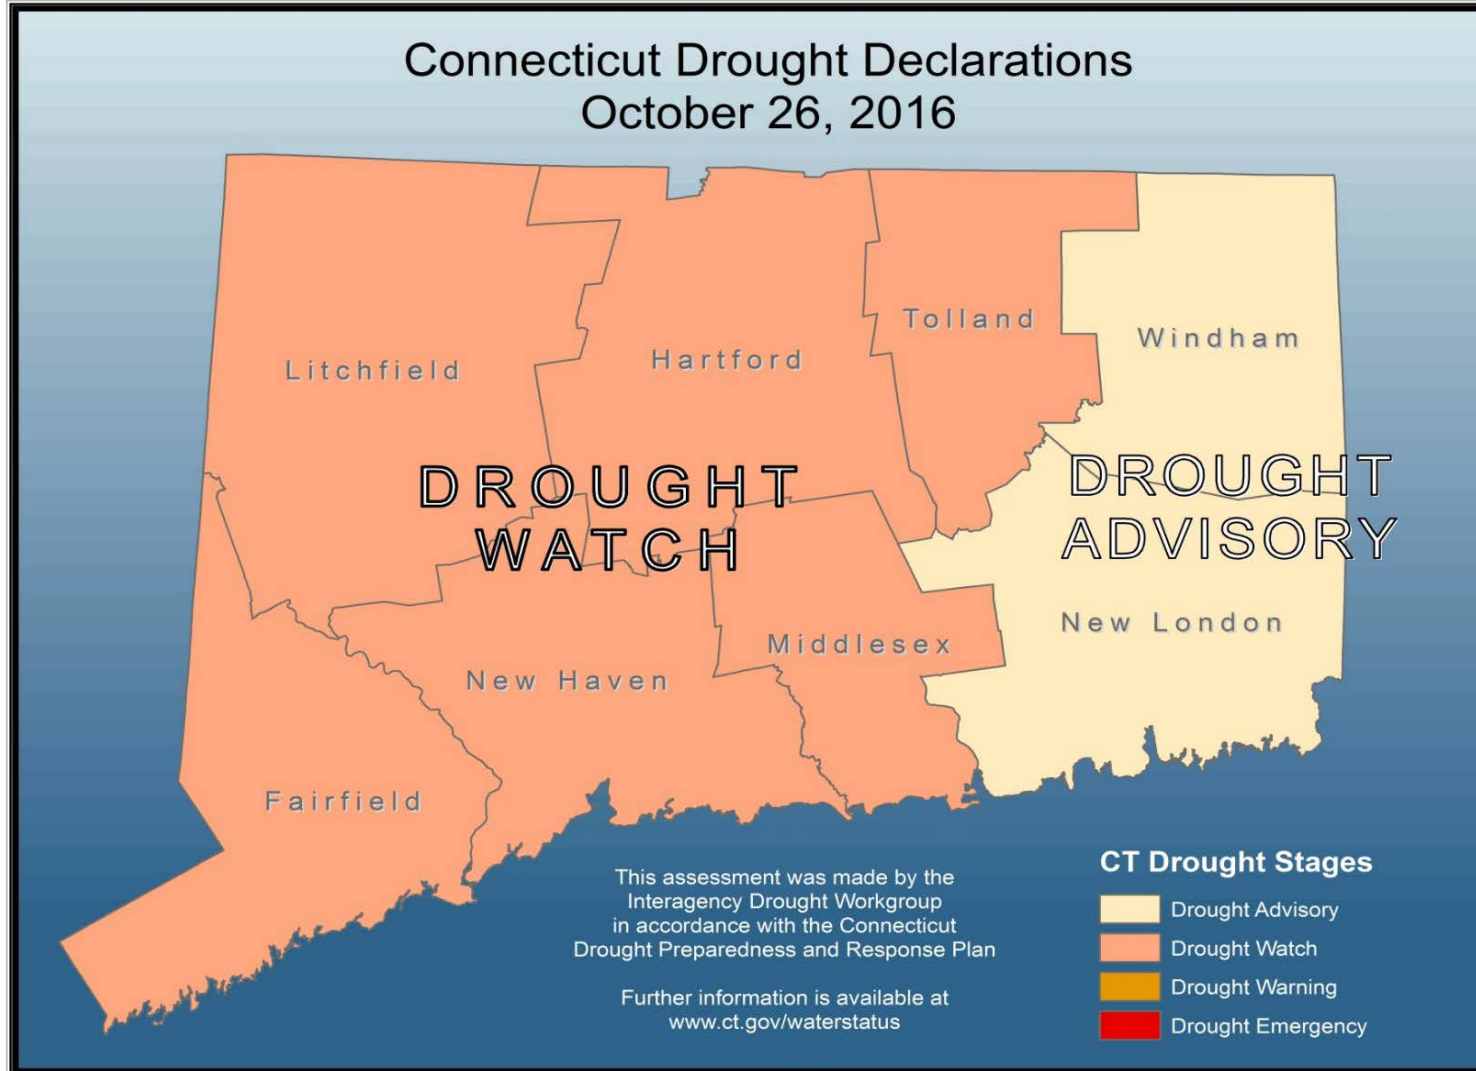 Connecticut Drought Declarations
October 26, 2016
Tolland
Windham
Hartford
Litchfield
DROUGHT
WATCH
DROUGHT
ADVISORY
New London
Middlesex
New Haven
Fairfield
This assessment was made by the
Interagency Drought Workgroup
in accordance with the Connecticut
Drought Preparedness and Response Plan
Further information is available at
www.ct.gov/waterstatus
CT Drought Stages
Drought Advisory
Drought Watch
Drought Warning
Drought Emergency